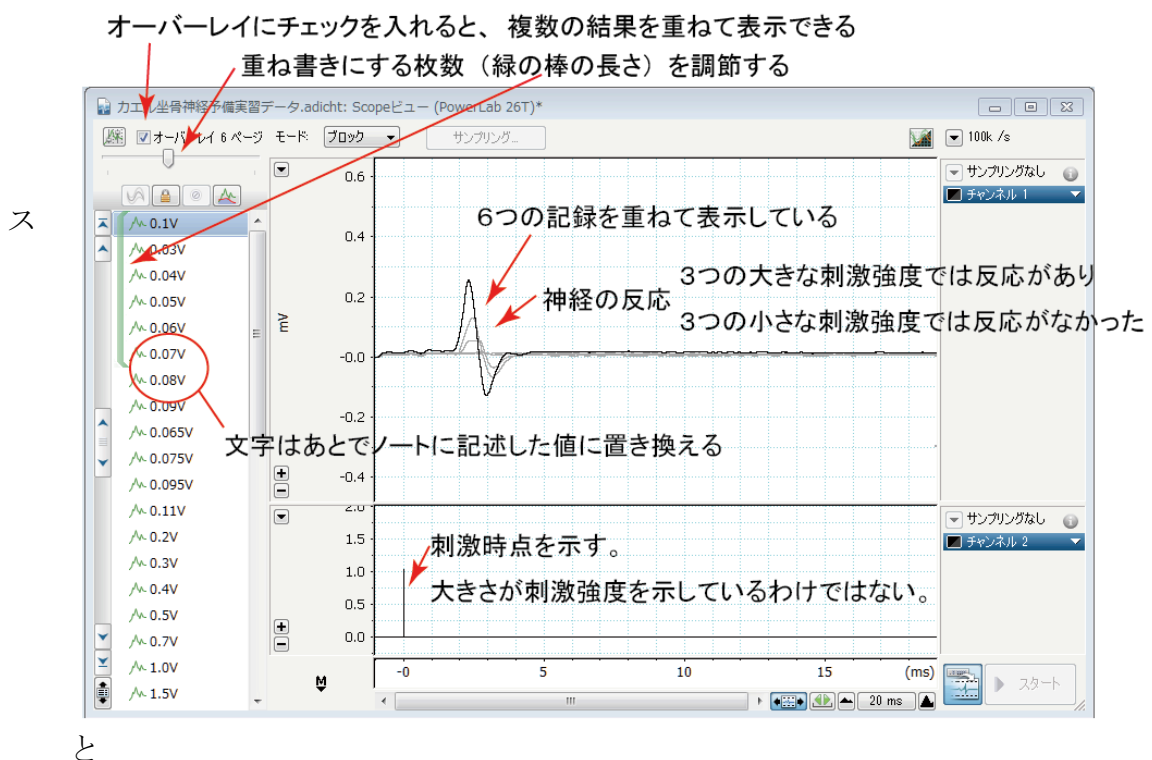 オーバーレイにチェックを入れると、複数の結果を重ねて表示できる
重ね書きにする枚数（緑の棒の長さ）を調節する
カエル坐骨神経予備実習データ.adicht: Scopeビュー (PowerLab 26T)*
オーバーレイ 6 ページ モード: ブロック サンプリング... 100k /s
サンプリングなし
チャンネル 1
ス
0.1V
0.03V
0.04V
0.05V
0.06V
0.07V
0.08V
0.09V
0.065V
0.075V
0.095V
0.11V
0.2V
0.3V
0.4V
0.5V
0.7V
1.0V
1.5V
0.6
0.4
0.2
-0.0
-0.2
-0.4
mV
6つの記録を重ねて表示している
神経の反応
3つの大きな刺激強度では反応があり
3つの小さな刺激強度では反応がなかった
文字はあとでノートに記述した値に置き換える
2.0
1.5
1.0
0.5
0.0
サンプリングなし
チャンネル 2
刺激時点を示す。
大きさが刺激強度を示しているわけではない。
-0 5 10 15 (ms)
M
20 ms
スタート
と